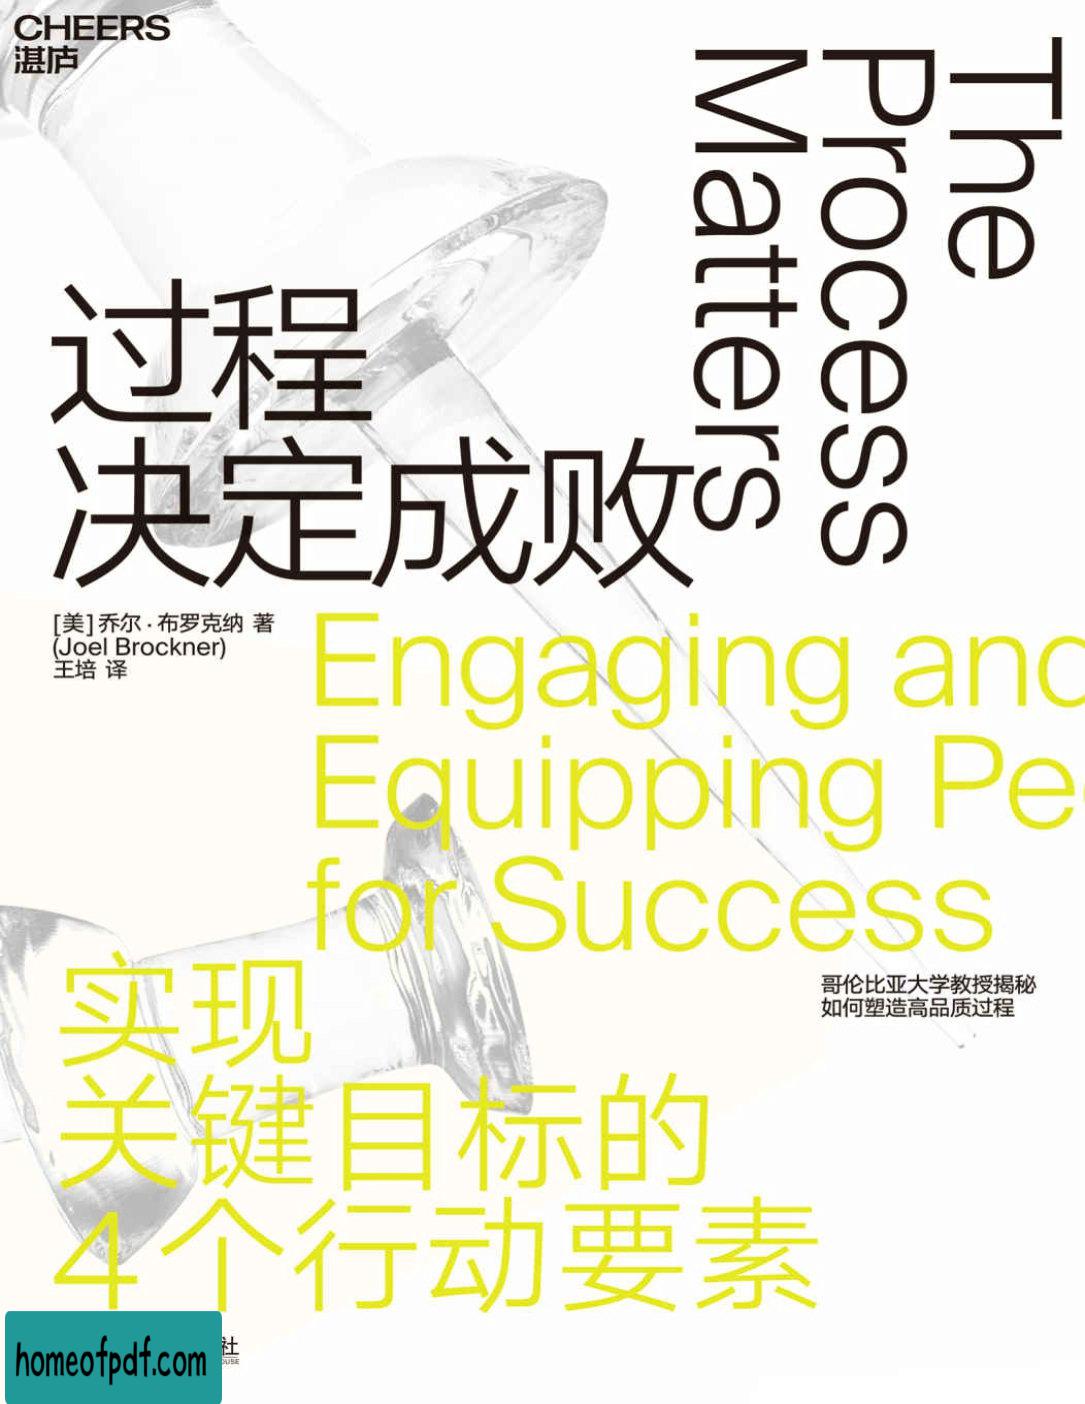 CHEERS
湛庐
The
Process
Matters
过程
决定成败
[美]乔尔·布罗克纳 著
(Joel Brockner)
王培 译
Engaging and
Equipping Pe
for Success
哥伦比亚大学教授揭秘
如何塑造高品质过程
实现
关键目标的
4个行动要素
社
homeofpdf.com